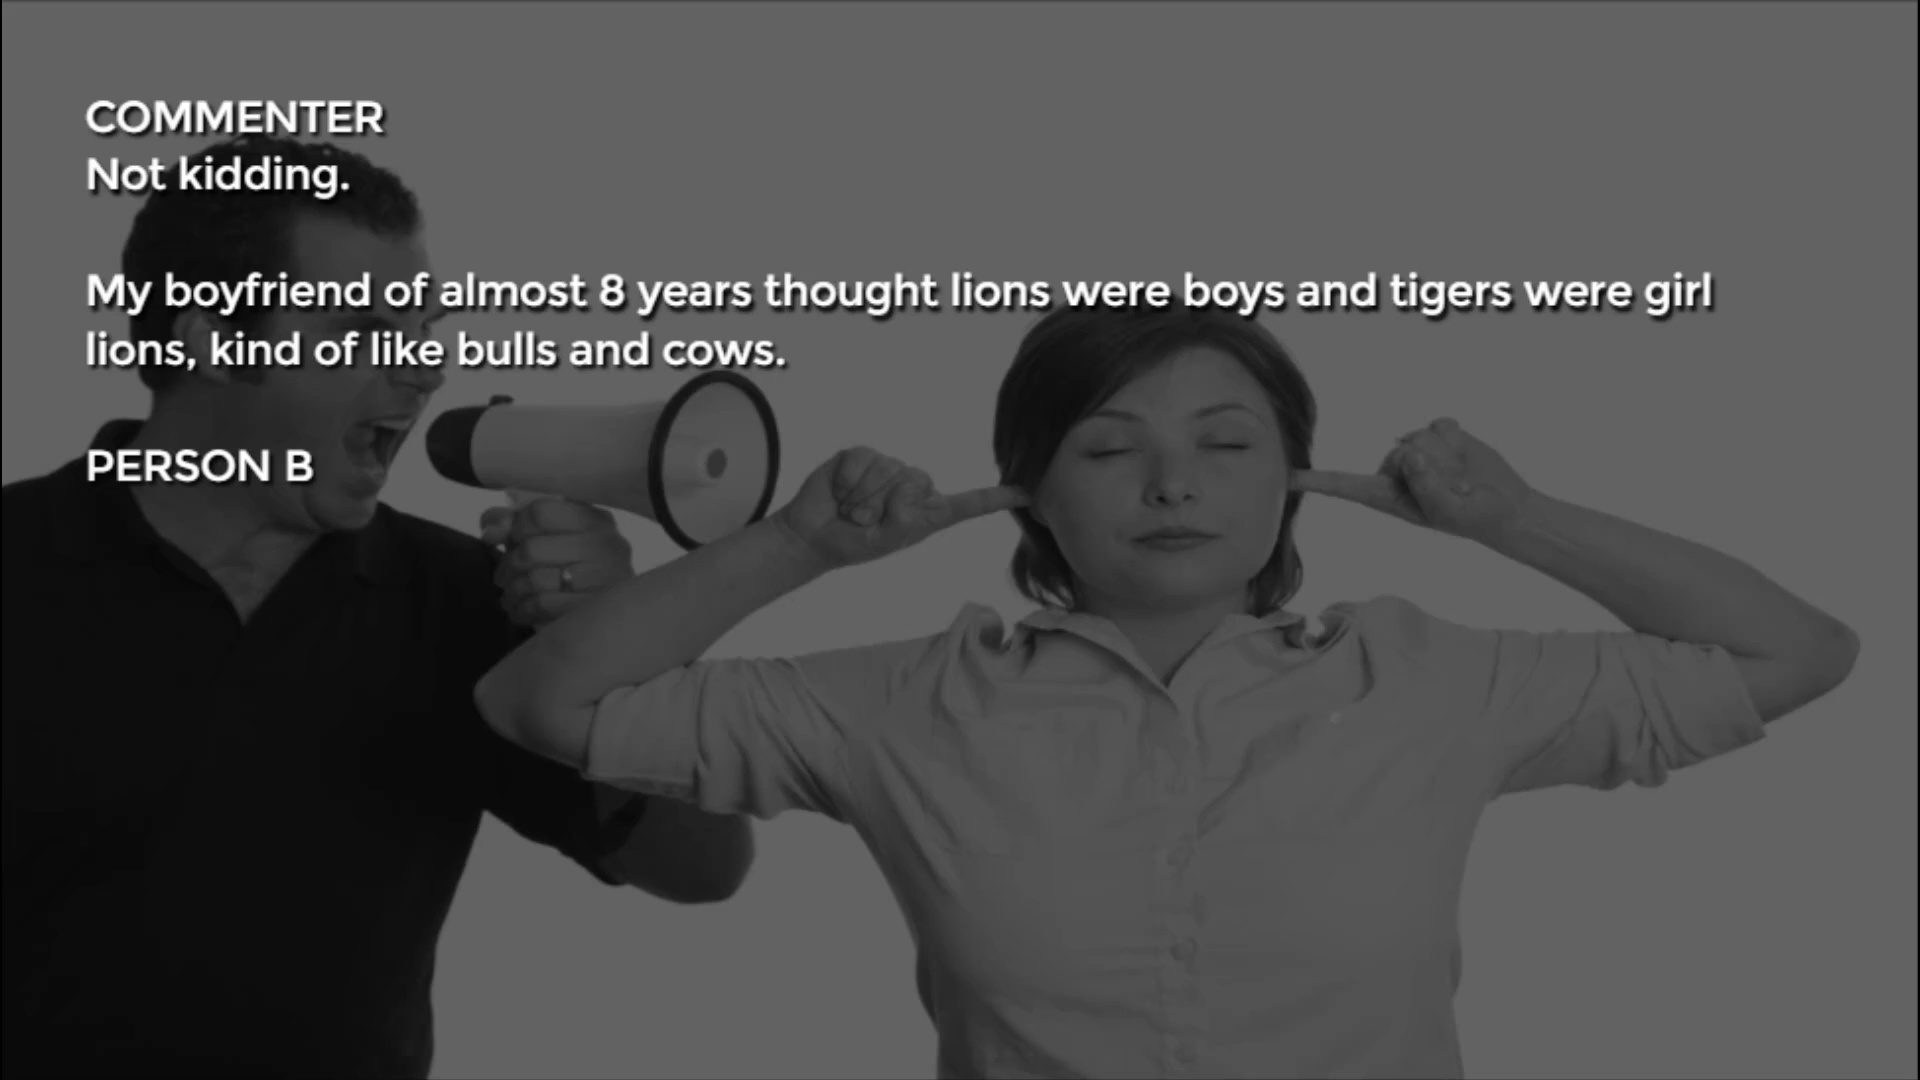 COMMENTER
Not kidding.
My boyfriend of almost 8 years thought lions were boys and tigers were girl
lions, kind of like bulls and cows.
PERSON B